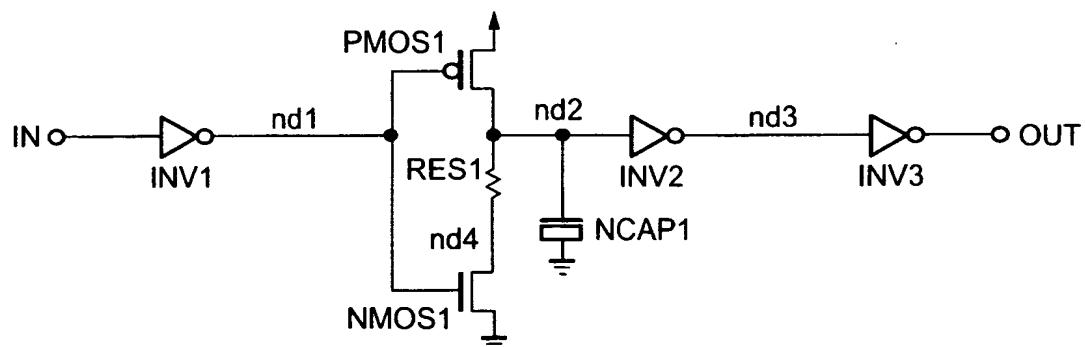 PMOS1
IN
INV1
nd1
nd2
RES1
nd4
NMOS1
NCAP1
INV2
nd3
INV3
OUT